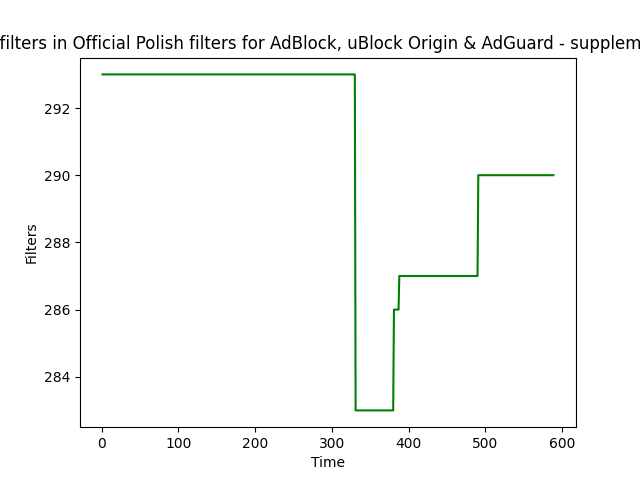 filters in Official Polish filters for AdBlock, uBlock Origin & AdGuard - supplem
292
290
288
286
284
Filters
0 100 200 300 400 500 600
Time